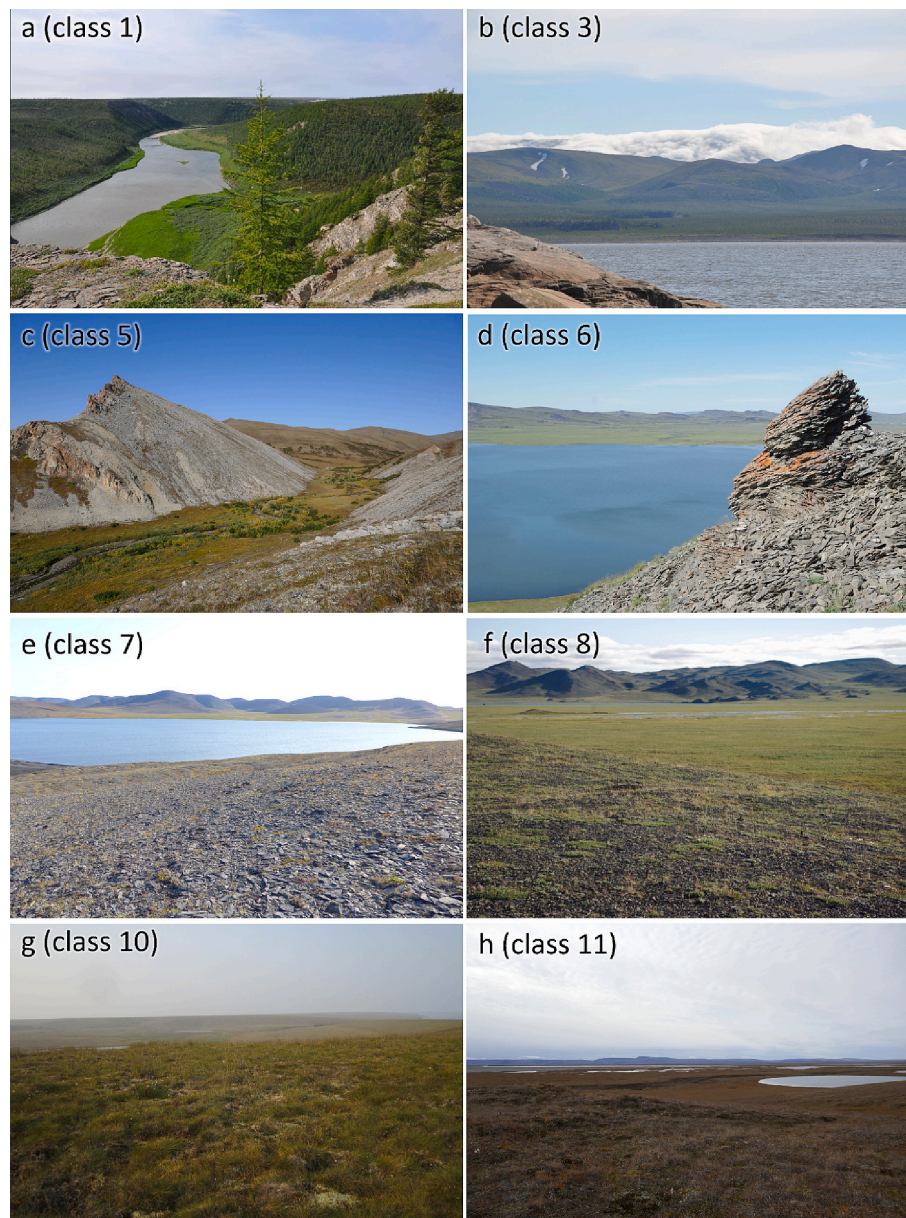 a (class 1)
b (class 3)
c (class 5)
d (class 6)
e (class 7)
f (class 8)
g (class 10)
h (class 11)